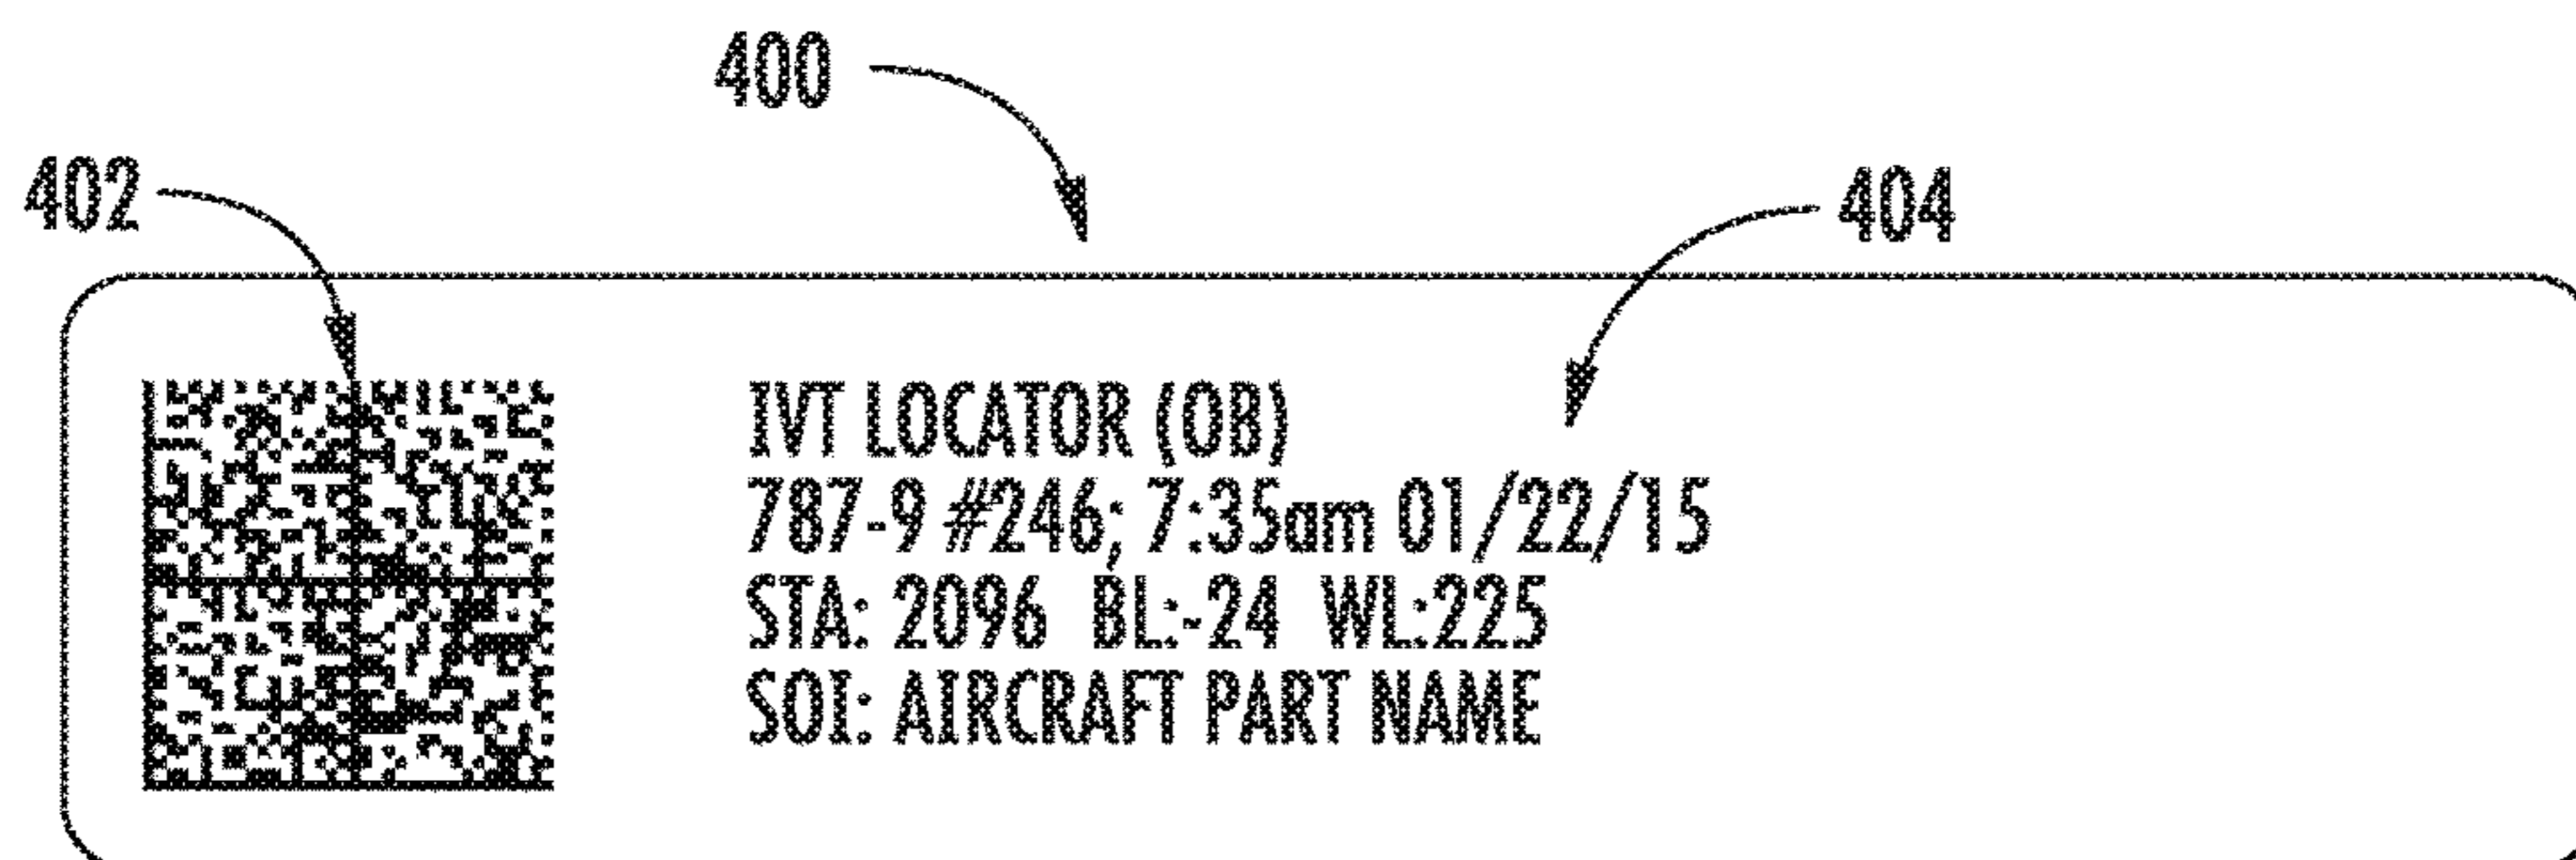 400
402
404
IVT LOCATOR (OB)
787-9 #246; 7:35am 01/22/15
STA: 2096 BL:-24 WL:225
SOI: AIRCRAFT PART NAME